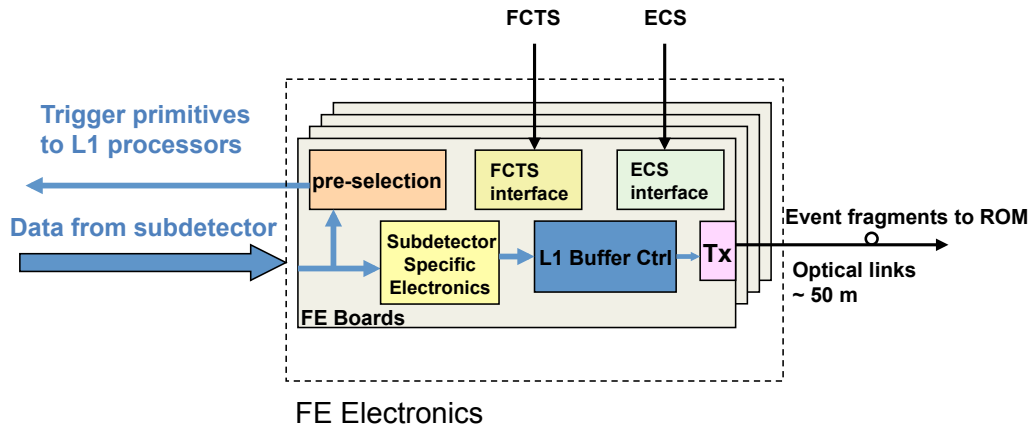 FCTS
ECS
Trigger primitives
to L1 processors
pre-selection
FCTS
interface
ECS
interface
Data from subdetector
Event fragments to ROM
Subdetector
Specific
Electronics
L1 Buffer Ctrl
Tx
Optical links
~ 50 m
FE Boards
FE Electronics